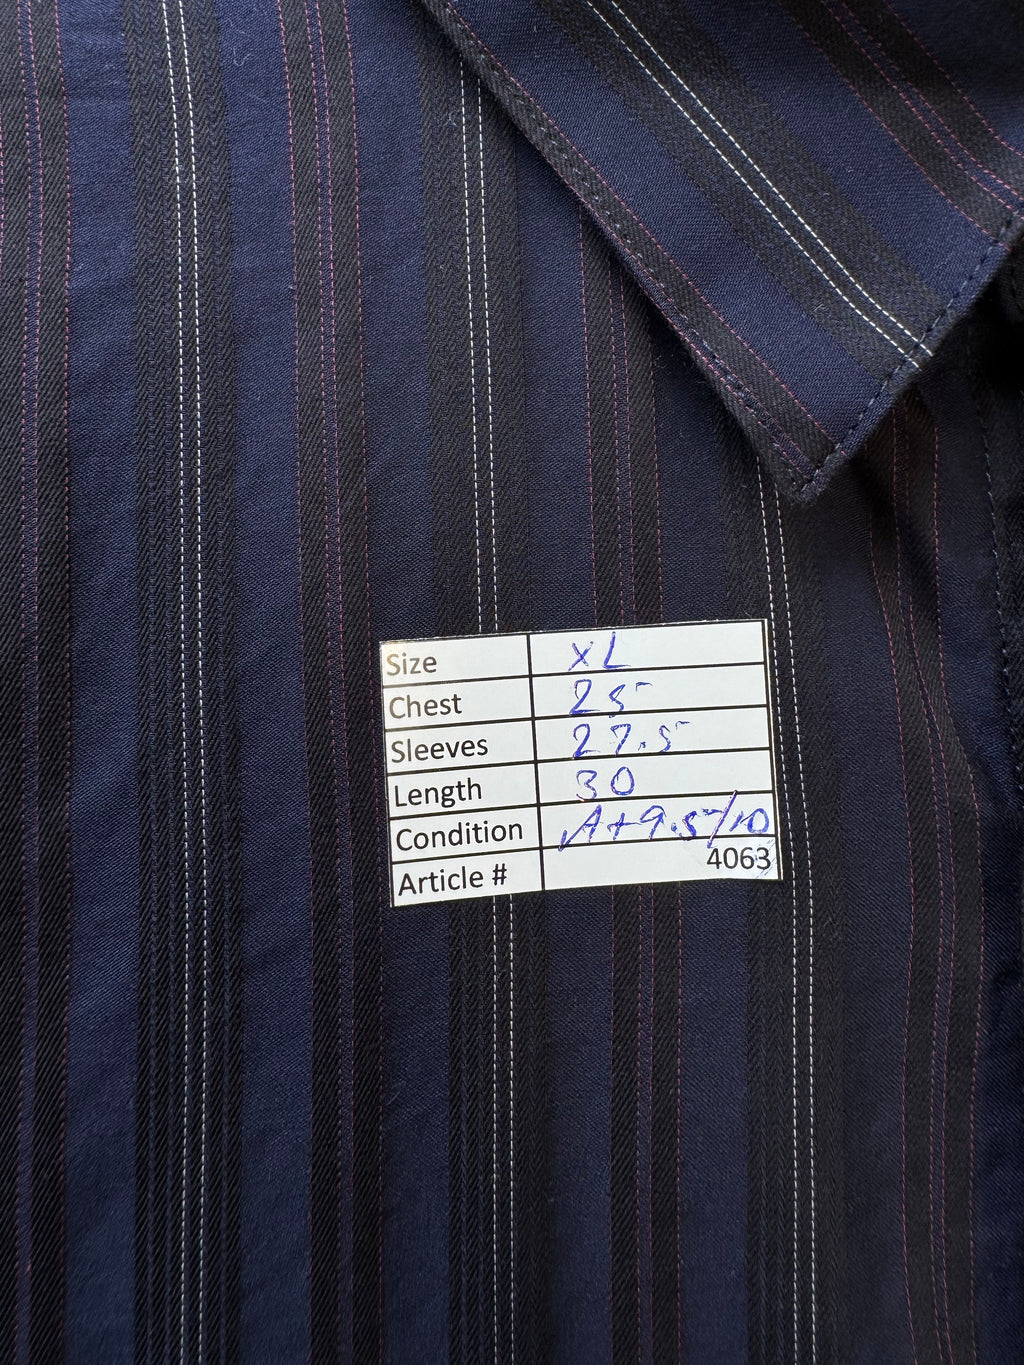 Size XL
Chest 25
Sleeves 27.5
Length 30
Condition A+9.5/10
Article # 4063